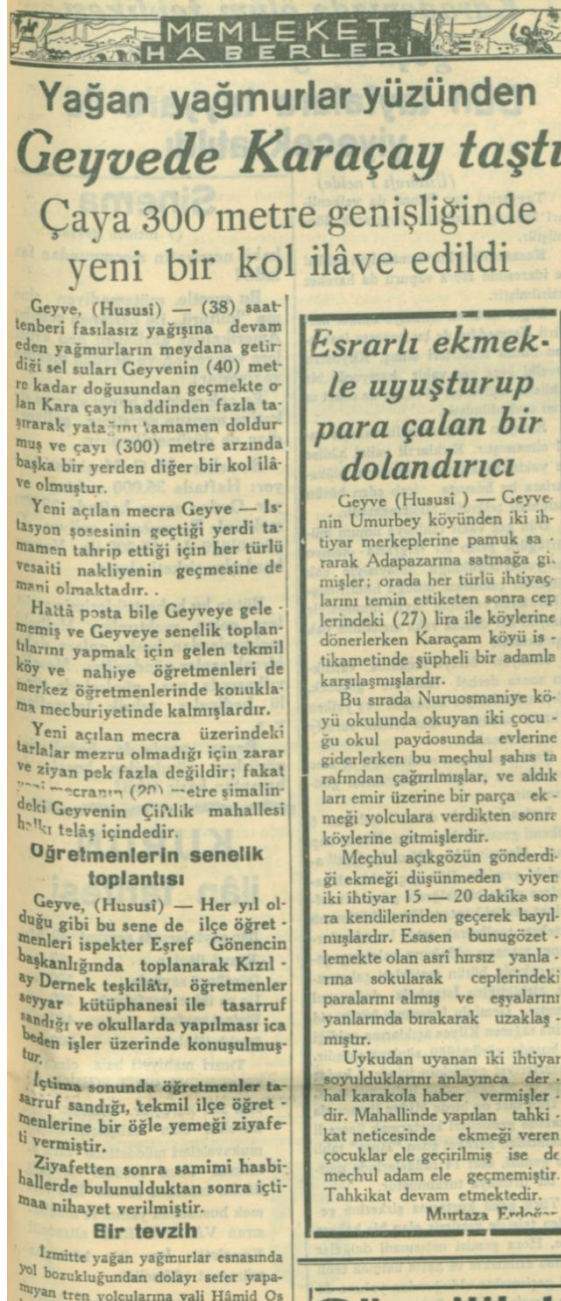 MEMLEKET
HABERLERİ
Yağan yağmurlar yüzünden
Geyvede Karaçay taştı
Çaya 300 metre genişliğinde
yeni bir kol ilâve edildi
Geyve, (Hususî) — (38) saat-
tenberi fasılasız yağışına devam
eden yağmurların meydana getir-
diği sel suları Geyvenin (40) met-
re kadar doğusundan geçmekte o-
lan Kara çayı haddinden fazla ta-
şırarak yatağını tamamen doldur-
muş ve çayı (300) metre arzında
başka bir yerden diğer bir kol ilâ-
ve olmuştur.
Yeni açılan mecra Geyve — İs-
tasyon şosesinin geçtiği yerdi ta-
mamen tahrip ettiği için her türlü
vesaiti nakliyenin geçmesine de
mani olmaktadır. .
Hattâ posta bile Geyveye gele -
memiş ve Geyveye senelik toplan-
tılarını yapmak için gelen tekmil
köy ve nahiye öğretmenleri de
merkez öğretmenlerinde konukla-
ma mecburiyetinde kalmışlardır.
Yeni açılan mecra üzerindeki
tarlalar mezru olmadığı için zarar
ve ziyan pek fazla değildir; fakat
yeni mecranın (20) metre şimalin-
deki Geyvenin Çiftlik mahallesi
halkı telâş içindedir.
Öğretmenlerin senelik
toplantısı
Geyve, (Hususî) — Her yıl ol-
duğu gibi bu sene de ilçe öğret -
menleri ispekter Eşref Gönencin
başkanlığında toplanarak Kızıl -
ay Dernek teşkilâtı, öğretmenler
seyyar kütüphanesi ile tasarruf
sandığı ve okullarda yapılması ica
beden işler üzerinde konuşulmuş-
tur.
İçtima sonunda öğretmenler ta-
sarruf sandığı, tekmil ilçe öğret -
menlerine bir öğle yemeği ziyafe-
ti vermiştir.
Ziyafetten sonra samimi hasbi-
hallerde bulunulduktan sonra içti-
maa nihayet verilmiştir.
Bir tevzih
İzmitte yağan yağmurlar esnasında
yol bozukluğundan dolayı sefer yapa-
mıyan tren yolcularına vali Hâmid Os
Esrarlı ekmek-
le uyuşturup
para çalan bir
dolandırıcı
Geyve (Hususî ) — Geyve-
nin Umurbey köyünden iki ih-
tiyar merkeplerine pamuk sa -
rarak Adapazarına satmağa gi.
mişler; orada her türlü ihtiyaç-
larını temin ettiketen sonra cep
lerindeki (27) lira ile köylerine
dönerlerken Karaçam köyü is -
tikametinde şüpheli bir adamla
karşılaşmışlardır.
Bu sırada Nuruosmaniye kö-
yü okulunda okuyan iki çocu -
ğu okul paydosunda evlerine
giderlerken bu meçhul şahıs ta
rafından çağırılmışlar, ve aldık
ları emir üzerine bir parça ek -
meği yolculara verdikten sonra
köylerine gitmişlerdir.
Meçhul açıkgözün gönderdi-
ği ekmeği düşünmeden yiyen
iki ihtiyar 15 — 20 dakika son
ra kendilerinden geçerek bayıl-
mışlardır. Esasen bunugözet -
lemekte olan asrî hırsız yanla -
rına sokularak ceplerindeki
paralarını almış ve eşyalarını
yanlarında bırakarak uzaklaş -
mıştır.
Uykudan uyanan iki ihtiyar
soyulduklarını anlayınca der -
hal karakola haber vermişler -
dir. Mahallinde yapılan tahki -
kat neticesinde ekmeği veren
çocuklar ele geçirilmiş ise de
meçhul adam ele geçmemiştir.
Tahkikat devam etmektedir.
Murtaza Erdoğan